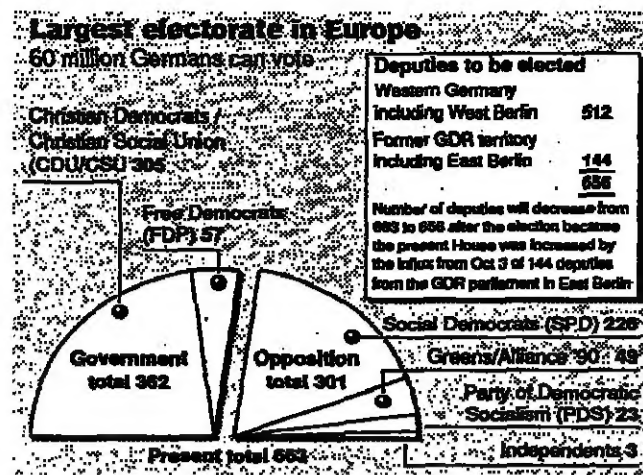 Largest electorate in Europe
60 million Germans can vote
Christian Democrats /
Christian Social Union
(CDU/CSU 305
Free Democrats
(FDP) 57
Government
total 362
Opposition
total 301
Present total 663
Deputies to be elected
Western Germany
including West Berlin 512
Former GDR territory
including East Berlin 144
656
Number of deputies will decrease from
663 to 656 after the election because
the present House was increased by
the influx from Oct 3 of 144 deputies
from the GDR parliament in East Berlin
Social Democrats (SPD) 226
Greens/Alliance '90 49
Party of Democratic
Socialism (PDS) 23
Independents 3